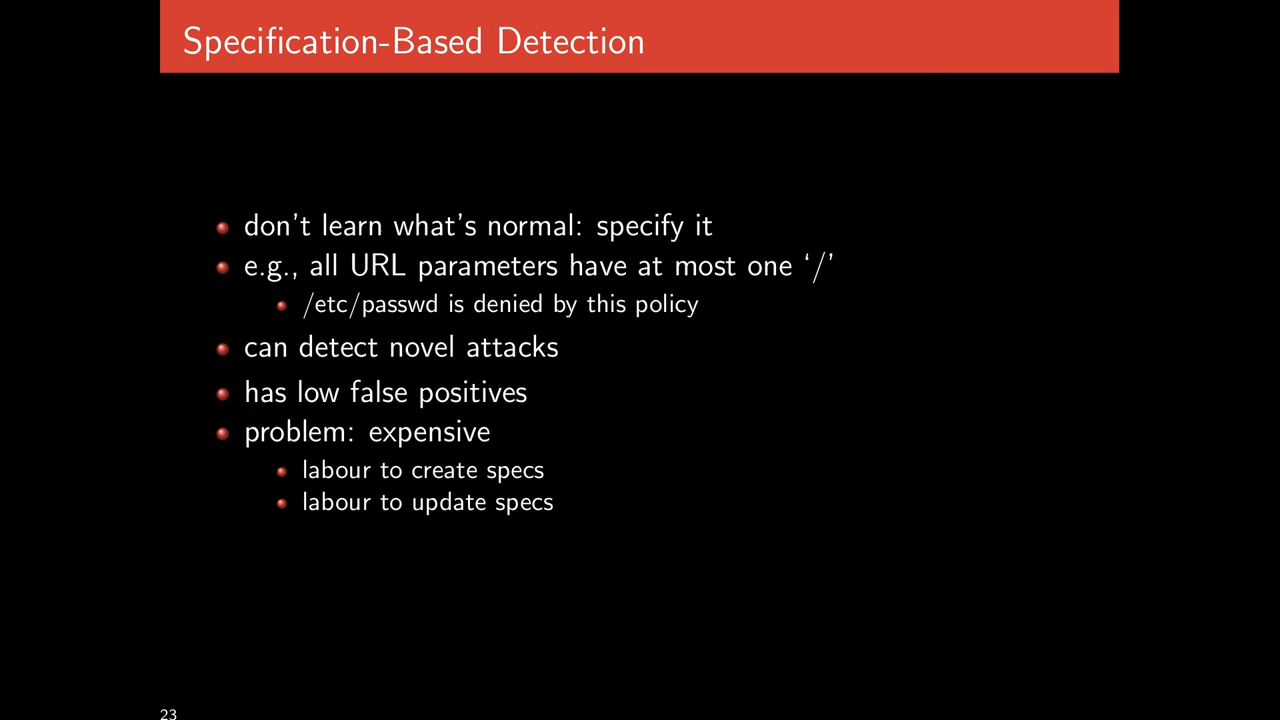 Specification-Based Detection
don't learn what's normal: specify it
e.g., all URL parameters have at most one ‘/’
/etc/passwd is denied by this policy
can detect novel attacks
has low false positives
problem: expensive
labour to create specs
labour to update specs
23